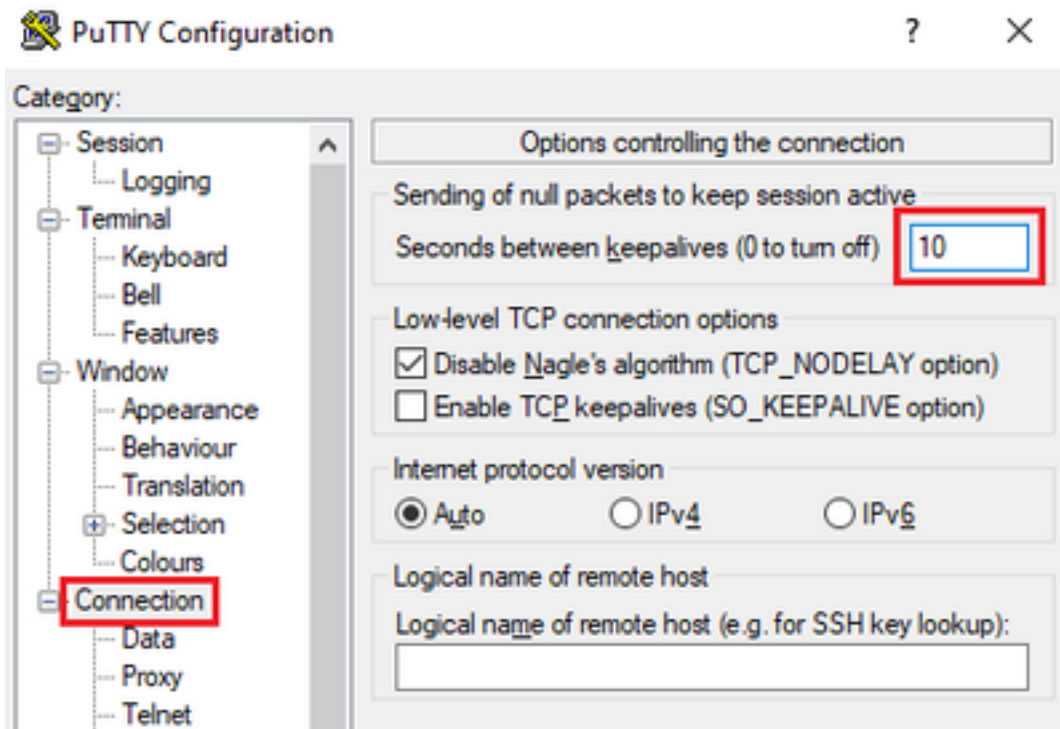 PuTTY Configuration
?
Category:
Session
Logging
Terminal
Keyboard
Bell
Features
Window
Appearance
Behaviour
Translation
Selection
Colours
Connection
Data
Proxy
Telnet
Options controlling the connection
Sending of null packets to keep session active
Seconds between keepalives (0 to turn off) 10
Low-level TCP connection options
Disable Nagle's algorithm (TCP_NODELAY option)
Enable TCP keepalives (SO_KEEPALIVE option)
Internet protocol version
Auto IPv4 IPv6
Logical name of remote host
Logical name of remote host (e.g. for SSH key lookup):